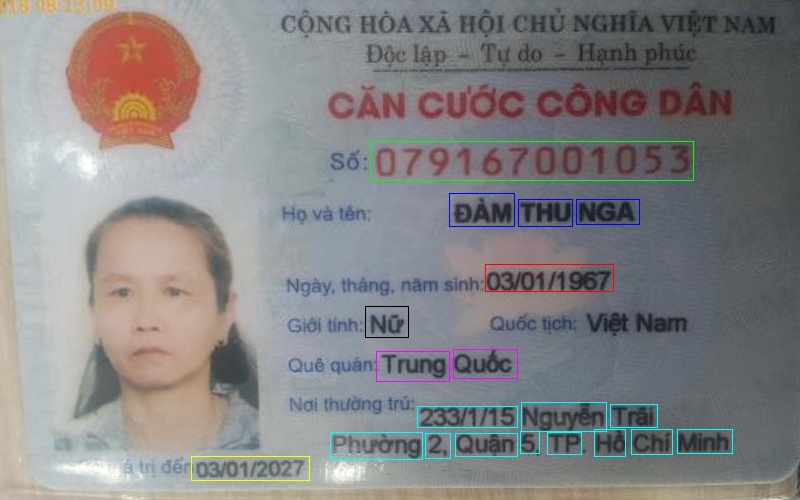 018 08:13:09
CỘNG HÒA XÃ HỘI CHỦ NGHĨA VIỆT NAM
Độc lập – Tự do – Hạnh phúc
CĂN CƯỚC CÔNG DÂN
Số: 079167001053
Họ và tên: ĐÀM THU NGA
Ngày, tháng, năm sinh: 03/01/1967
Giới tính: Nữ Quốc tịch: Việt Nam
Quê quán: Trung Quốc
Nơi thường trú: 233/1/15 Nguyễn Trãi
Phường 2, Quận 5, TP. Hồ Chí Minh
á trị đến 03/01/2027